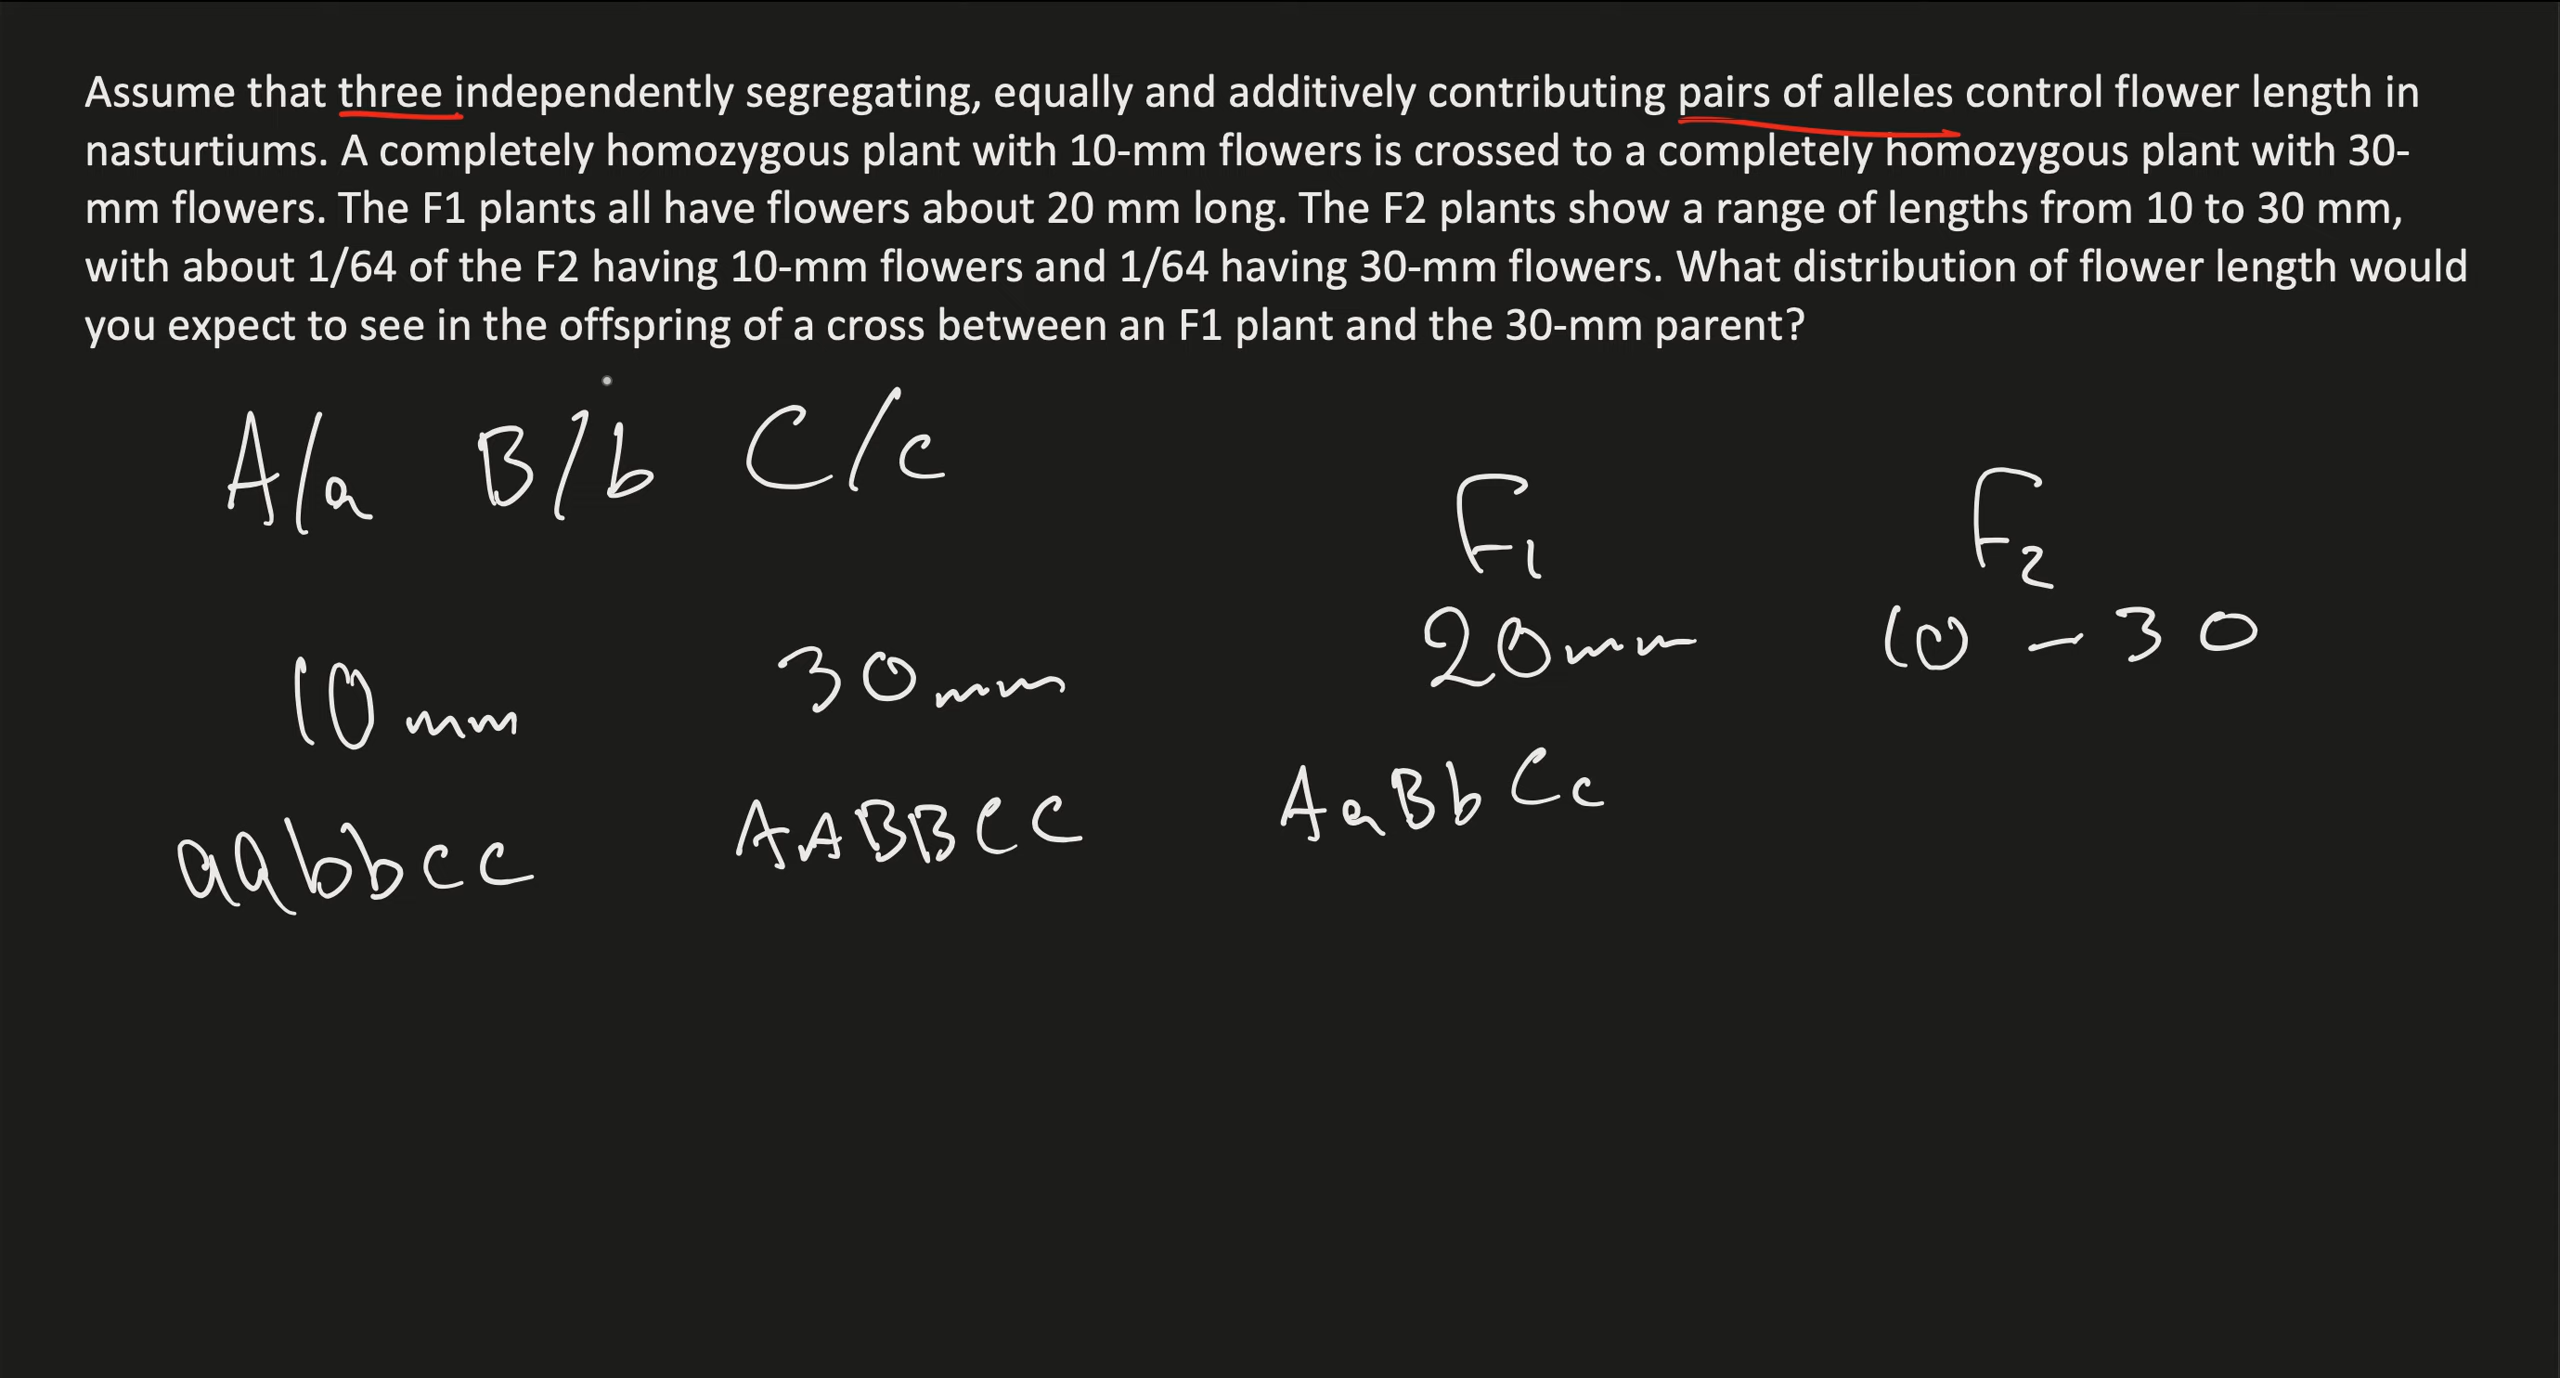 Assume that three independently segregating, equally and additively contributing pairs of alleles control flower length in
nasturtiums. A completely homozygous plant with 10-mm flowers is crossed to a completely homozygous plant with 30-
mm flowers. The F1 plants all have flowers about 20 mm long. The F2 plants show a range of lengths from 10 to 30 mm,
with about 1/64 of the F2 having 10-mm flowers and 1/64 having 30-mm flowers. What distribution of flower length would
you expect to see in the offspring of a cross between an F1 plant and the 30-mm parent?
A/a B/b C/c
F1 F2
10mm 30mm 20mm 10-30
aabbcc AABBCC AaBbCc